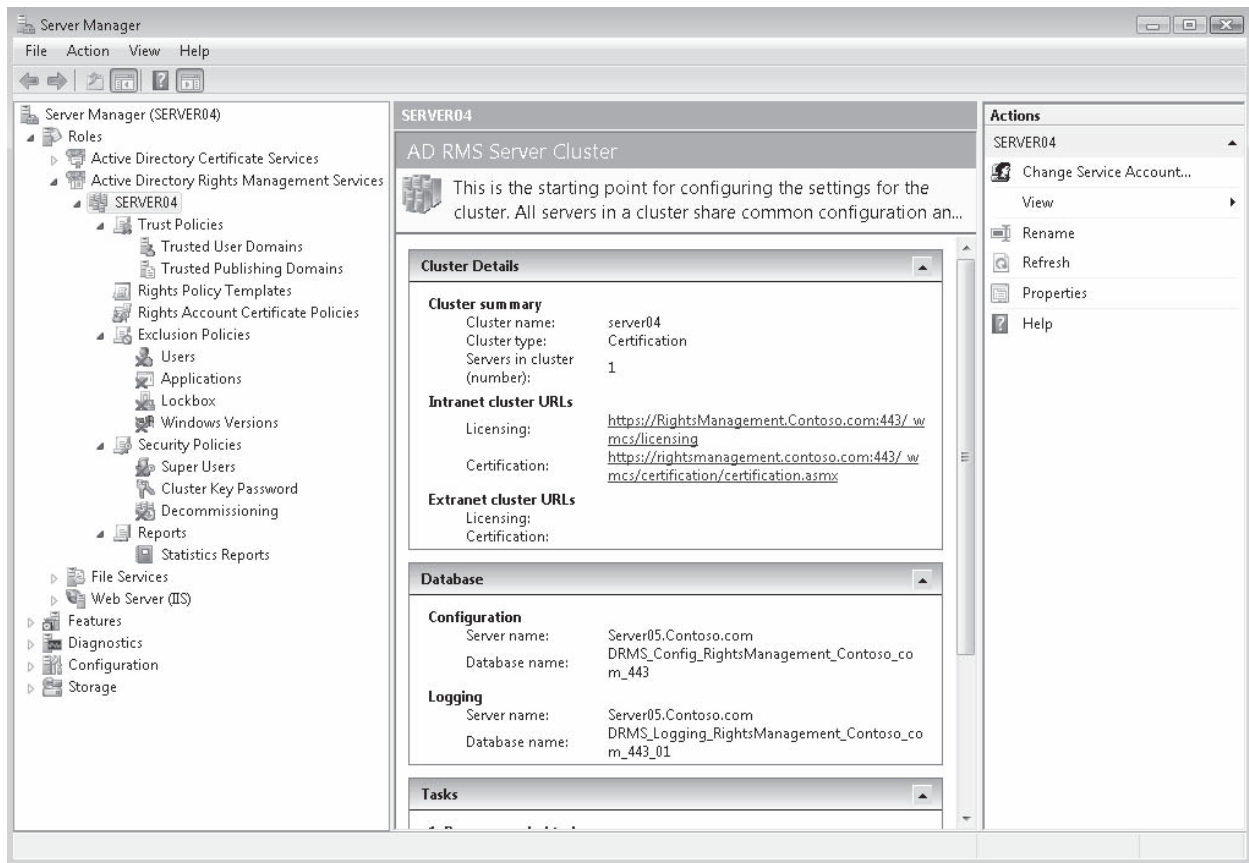 Server Manager
File Action View Help
Server Manager (SERVER04)
Roles
Active Directory Certificate Services
Active Directory Rights Management Services
SERVER04
Trust Policies
Trusted User Domains
Trusted Publishing Domains
Rights Policy Templates
Rights Account Certificate Policies
Exclusion Policies
Users
Applications
Lockbox
Windows Versions
Security Policies
Super Users
Cluster Key Password
Decommissioning
Reports
Statistics Reports
File Services
Web Server (IIS)
Features
Diagnostics
Configuration
Storage
SERVER04
AD RMS Server Cluster
This is the starting point for configuring the settings for the
cluster. All servers in a cluster share common configuration an...
Cluster Details
Cluster summary
Cluster name: server04
Cluster type: Certification
Servers in cluster
(number): 1
Intranet cluster URLs
Licensing: https://RightsManagement.Contoso.com:443/_w
mcs/licensing
Certification: https://rightsmanagement.contoso.com:443/_w
mcs/certification/certification.asmx
Extranet cluster URLs
Licensing:
Certification:
Database
Configuration
Server name: Server05.Contoso.com
Database name: DRMS_Config_RightsManagement_Contoso_co
m_443
Logging
Server name: Server05.Contoso.com
Database name: DRMS_Logging_RightsManagement_Contoso_co
m_443_01
Tasks
Actions
SERVER04
Change Service Account...
View
Rename
Refresh
Properties
Help